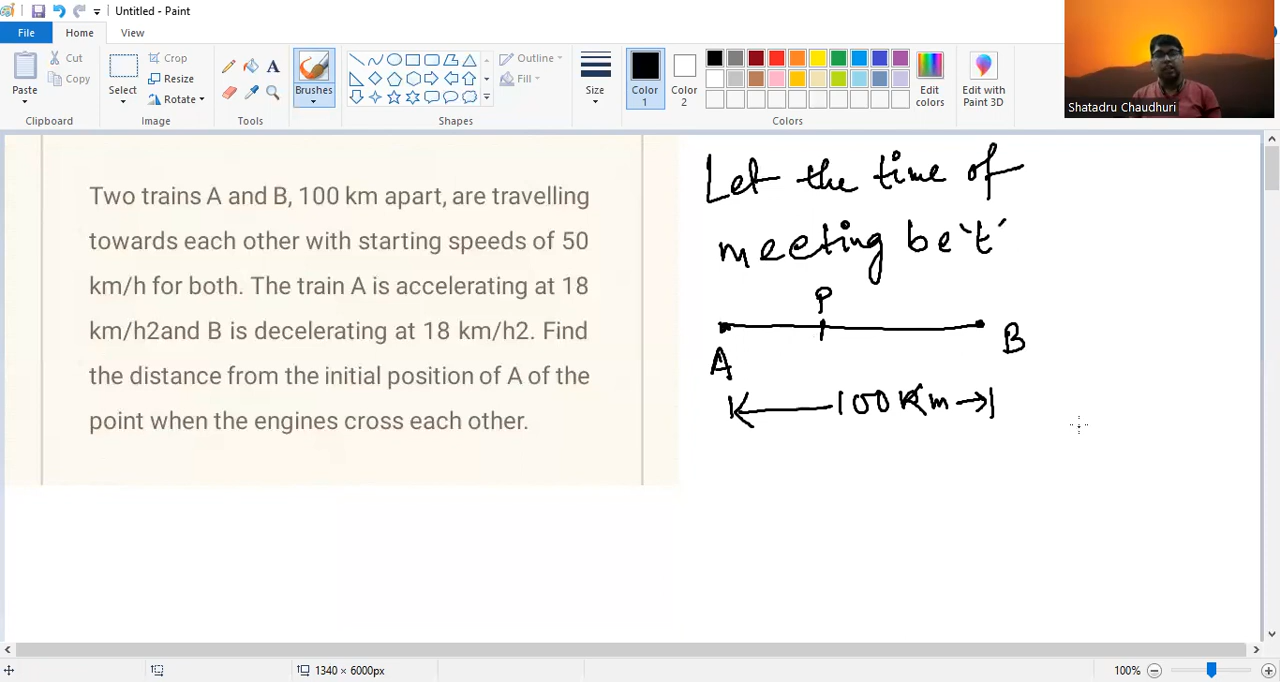 Untitled - Paint
File
Home
View
Paste
Cut
Copy
Clipboard
Select
Crop
Resize
Rotate
Image
A
Tools
Brushes
Outline
Fill
Shapes
Size
Color 1
Color 2
Edit colors
Edit with Paint 3D
Colors
Shatadru Chaudhuri
Two trains A and B, 100 km apart, are travelling
towards each other with starting speeds of 50
km/h for both. The train A is accelerating at 18
km/h2and B is decelerating at 18 km/h2. Find
the distance from the initial position of A of the
point when the engines cross each other.
Let the time of
meeting be 't'
P
A
B
100 Km
1340 × 6000px
100%